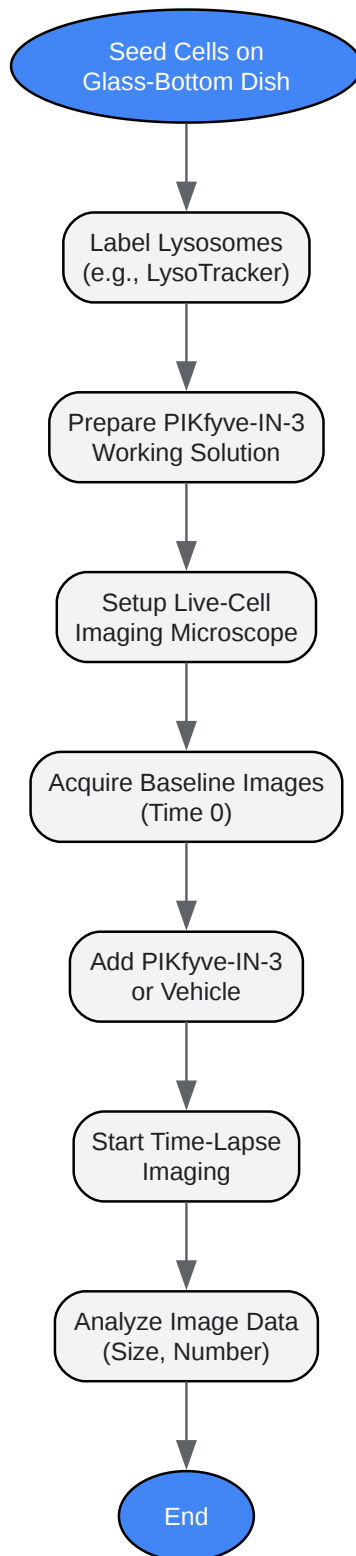 Seed Cells on
Glass-Bottom Dish
Label Lysosomes
(e.g., LysoTracker)
Prepare PIKfyve-IN-3
Working Solution
Setup Live-Cell
Imaging Microscope
Acquire Baseline Images
(Time 0)
Add PIKfyve-IN-3
or Vehicle
Start Time-Lapse
Imaging
Analyze Image Data
(Size, Number)
End